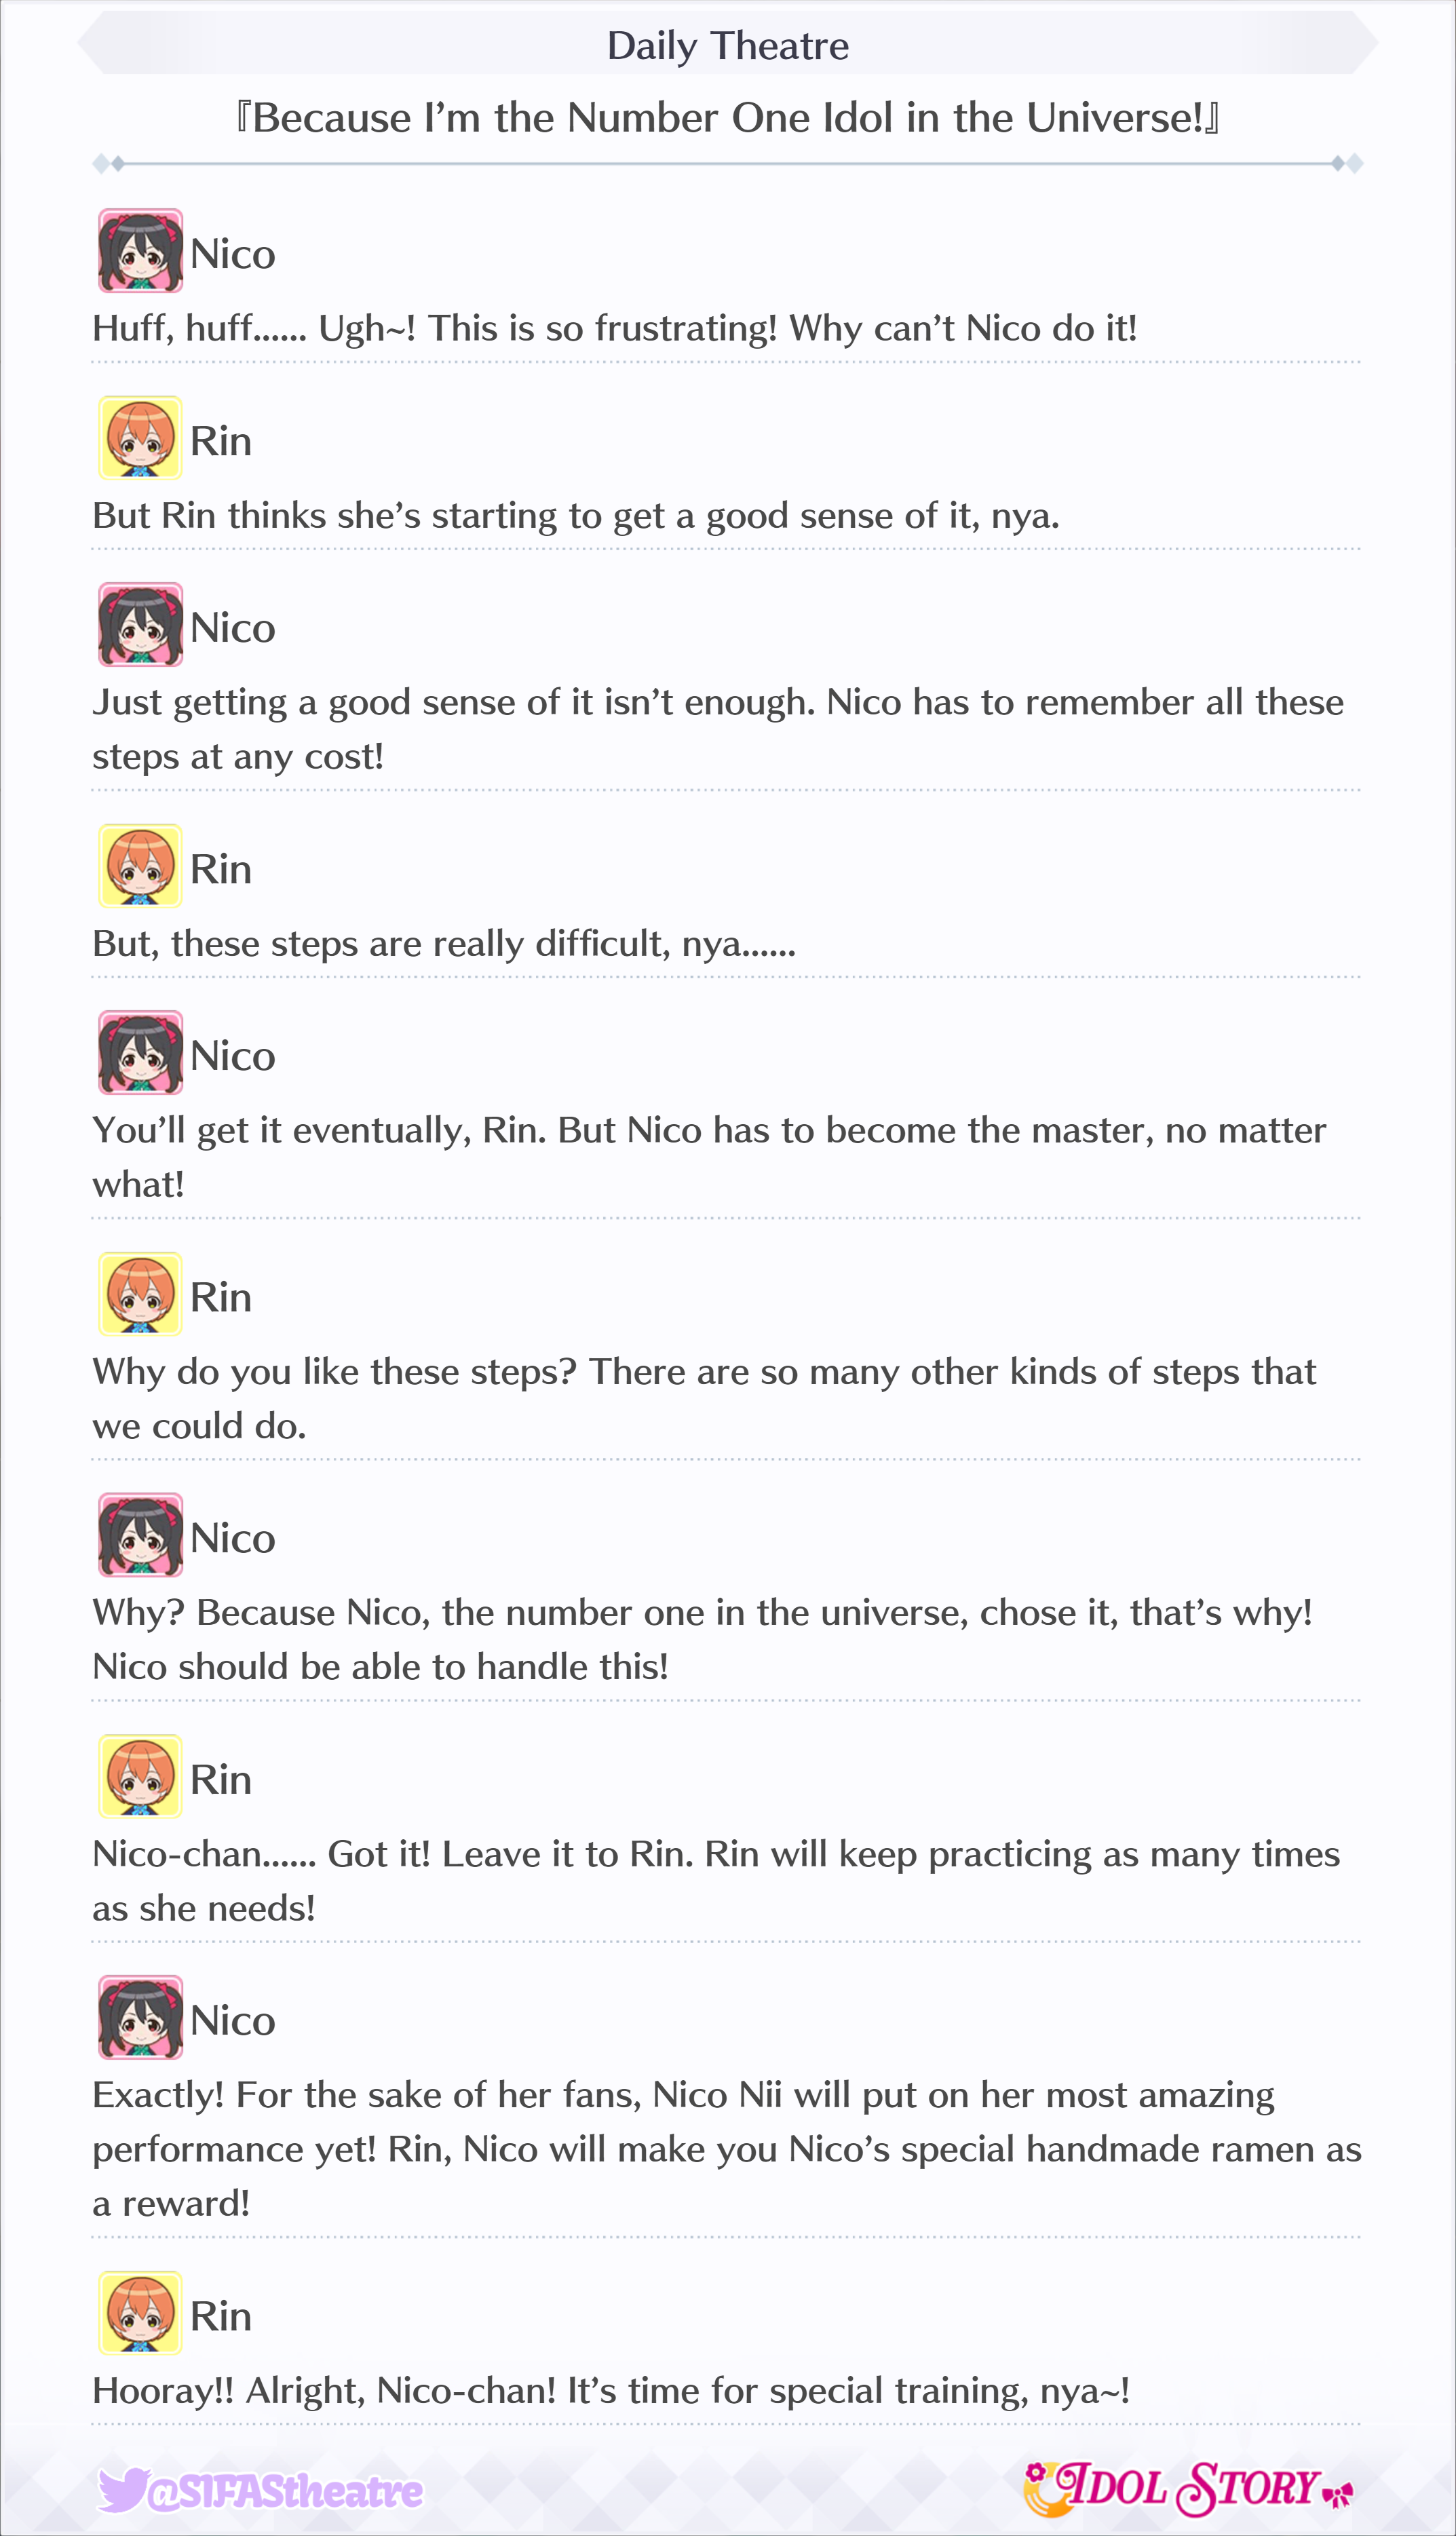 Daily Theatre
『Because I’m the Number One Idol in the Universe!』
Nico
Huff, huff...... Ugh~! This is so frustrating! Why can’t Nico do it!
Rin
But Rin thinks she’s starting to get a good sense of it, nya.
Nico
Just getting a good sense of it isn’t enough. Nico has to remember all these
steps at any cost!
Rin
But, these steps are really difficult, nya......
Nico
You’ll get it eventually, Rin. But Nico has to become the master, no matter
what!
Rin
Why do you like these steps? There are so many other kinds of steps that
we could do.
Nico
Why? Because Nico, the number one in the universe, chose it, that’s why!
Nico should be able to handle this!
Rin
Nico-chan...... Got it! Leave it to Rin. Rin will keep practicing as many times
as she needs!
Nico
Exactly! For the sake of her fans, Nico Nii will put on her most amazing
performance yet! Rin, Nico will make you Nico’s special handmade ramen as
a reward!
Rin
Hooray!! Alright, Nico-chan! It’s time for special training, nya~!
@SIFAStheatre
IDOL STORY